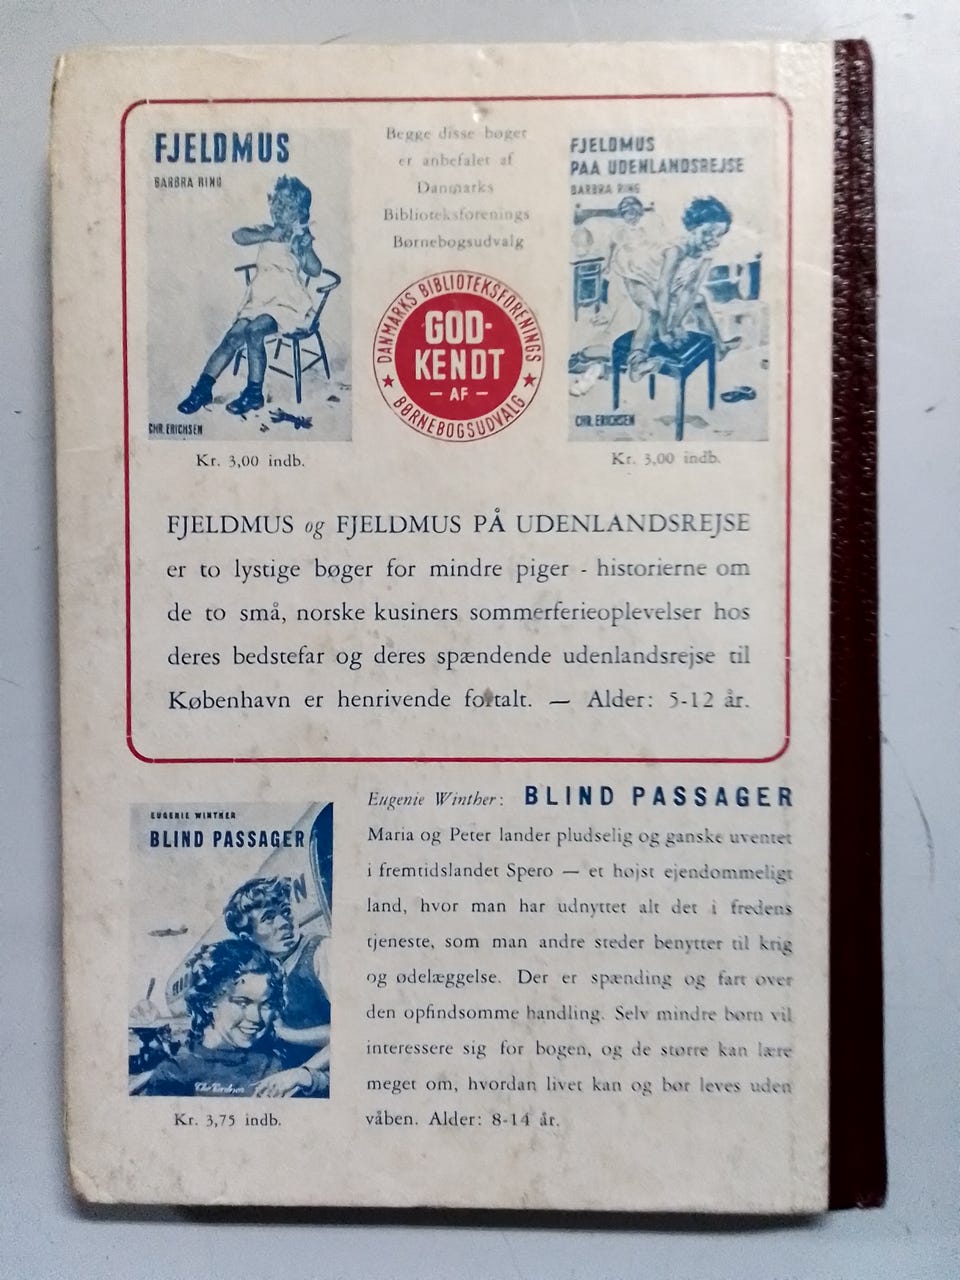 FJELDMUS
BARBRA RING
CHR. ERICHSEN
Kr. 3,00 indb.
Begge disse bøger
er anbefalet af
Danmarks
Biblioteksforenings
Børnebogsudvalg
DANMARKS BIBLIOTEKSFORENINGS
GOD-
KENDT
— AF —
BØRNEBOGSUDVALG
FJELDMUS
PAA UDENLANDSREJSE
BARBRA RING
CHR. ERICHSEN
Kr. 3,00 indb.
FJELDMUS og FJELDMUS PÅ UDENLANDSREJSE
er to lystige bøger for mindre piger - historierne om
de to små, norske kusiners sommerferieoplevelser hos
deres bedstefar og deres spændende udenlandsrejse til
København er henrivende fortalt. — Alder: 5-12 år.
EUGENIE WINTHER
BLIND PASSAGER
Kr. 3,75 indb.
Eugenie Winther: BLIND PASSAGER
Maria og Peter lander pludselig og ganske uventet
i fremtidslandet Spero — et højst ejendommeligt
land, hvor man har udnyttet alt det i fredens
tjeneste, som man andre steder benytter til krig
og ødelæggelse. Der er spænding og fart over
den opfindsomme handling. Selv mindre børn vil
interessere sig for bogen, og de større kan lære
meget om, hvordan livet kan og bør leves uden
våben. Alder: 8-14 år.